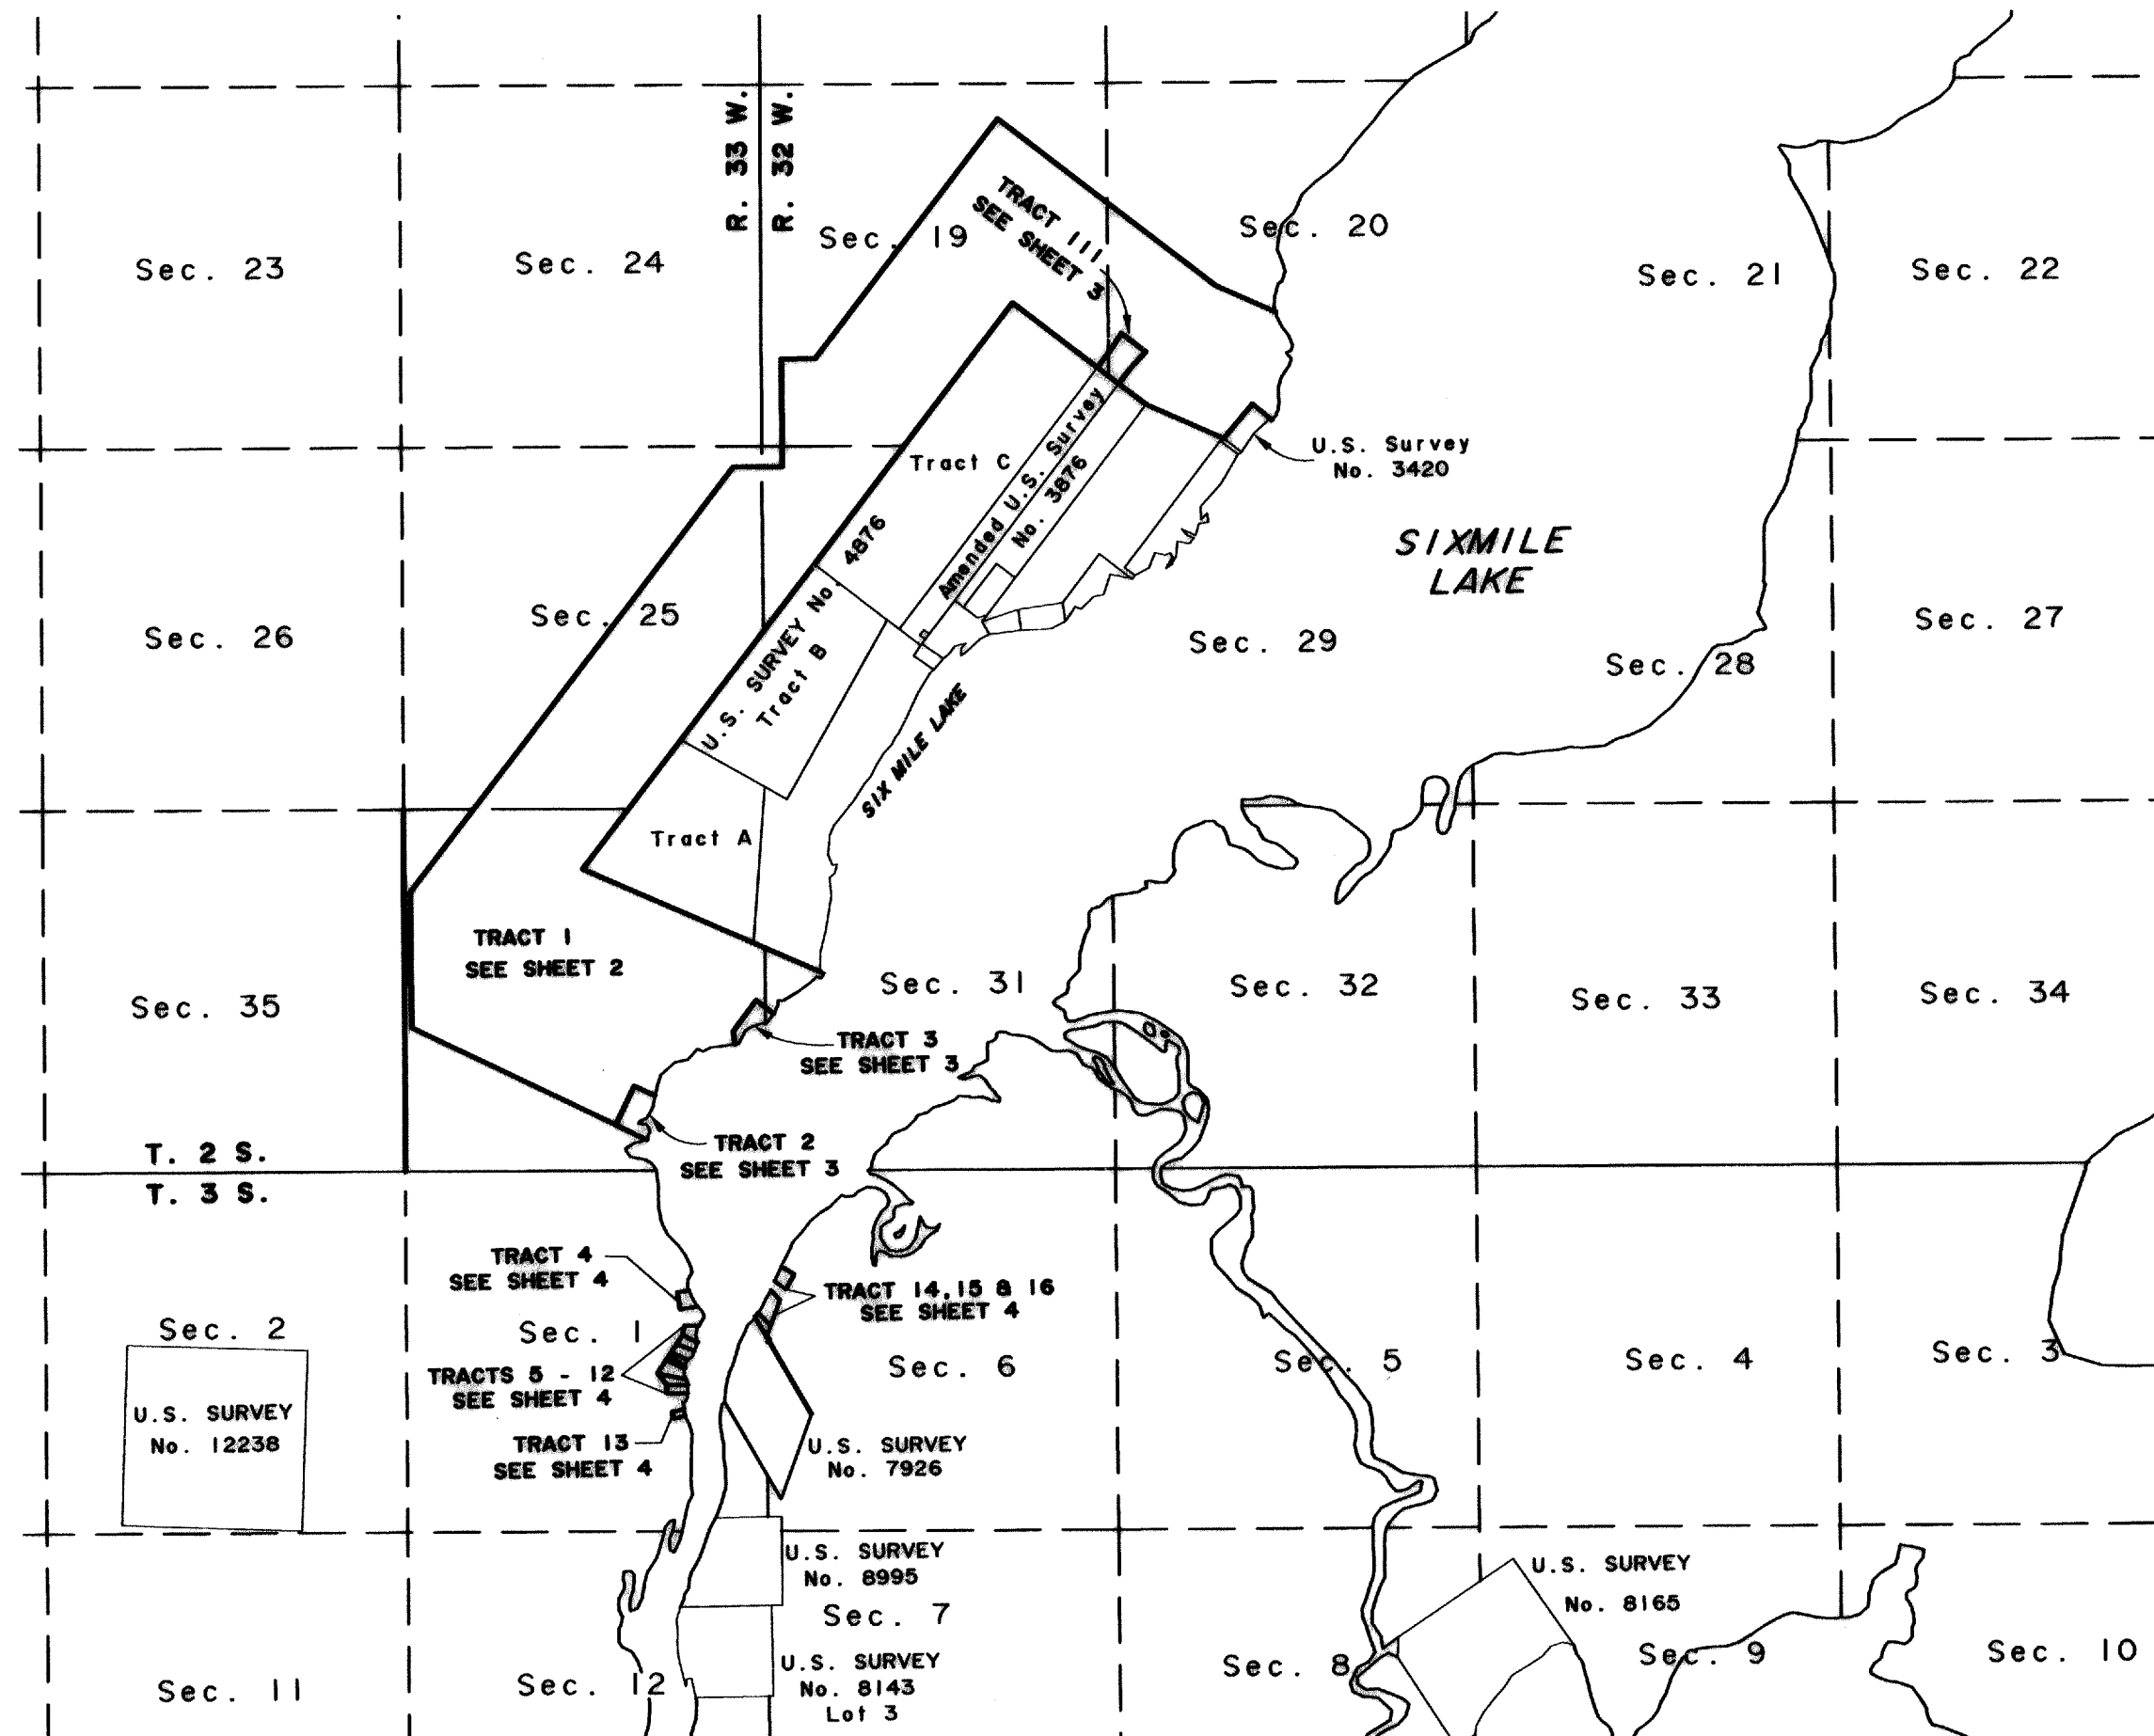 R. 33 W.
R. 32 W.
Sec. 23
Sec. 24
Sec. 19
TRACT 111
SEE SHEET 3
Sec. 20
Sec. 21
Sec. 22
Tract C
Amended U.S. Survey
No. 3876
U.S. Survey
No. 3420
SIXMILE
LAKE
Sec. 26
Sec. 25
U.S. SURVEY No. 4876
Tract B
Sec. 29
Sec. 28
Sec. 27
SIX MILE LAKE
Tract A
TRACT 1
SEE SHEET 2
Sec. 35
Sec. 31
Sec. 32
Sec. 33
Sec. 34
TRACT 3
SEE SHEET 3
TRACT 2
SEE SHEET 3
T. 2 S.
T. 3 S.
TRACT 4
SEE SHEET 4
TRACT 14, 15 & 16
SEE SHEET 4
Sec. 2
Sec. 1
Sec. 6
Sec. 5
Sec. 4
Sec. 3
TRACTS 5 - 12
SEE SHEET 4
U.S. SURVEY
No. 12238
TRACT 13
SEE SHEET 4
U.S. SURVEY
No. 7926
U.S. SURVEY
No. 8995
U.S. SURVEY
No. 8165
Sec. 7
Sec. 11
Sec. 12
U.S. SURVEY
No. 8143
Lot 3
Sec. 8
Sec. 9
Sec. 10